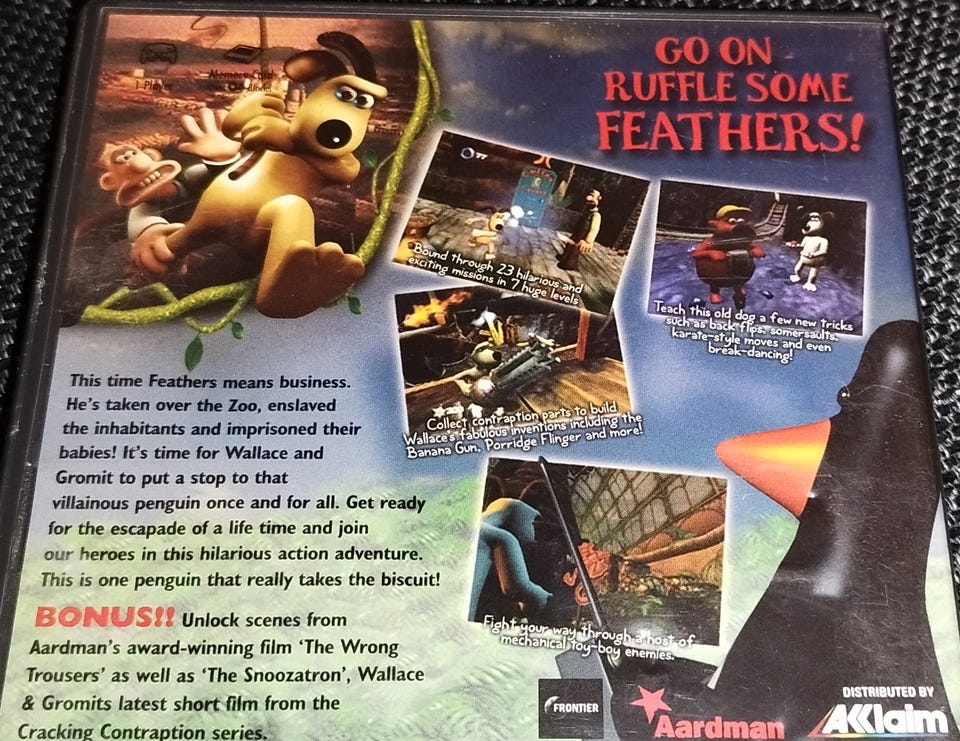 1 Player
Memory Card
GO ON
RUFFLE SOME
FEATHERS!
Bound through 23 hilarious and
exciting missions in 7 huge levels
Teach this old dog a few new tricks
such as back flips, somersaults,
karate-style moves and even
break-dancing!
Collect contraption parts to build
Wallace's fabulous inventions including the
Banana Gun, Porridge Flinger and more!
Fight your way through a host of
mechanical toy-boy enemies.
This time Feathers means business.
He's taken over the Zoo, enslaved
the inhabitants and imprisoned their
babies! It's time for Wallace and
Gromit to put a stop to that
villainous penguin once and for all. Get ready
for the escapade of a life time and join
our heroes in this hilarious action adventure.
This is one penguin that really takes the biscuit!
BONUS!! Unlock scenes from
Aardman's award-winning film 'The Wrong
Trousers' as well as 'The Snoozatron', Wallace
& Gromits latest short film from the
Cracking Contraption series.
FRONTIER
Aardman
DISTRIBUTED BY
AKklaim